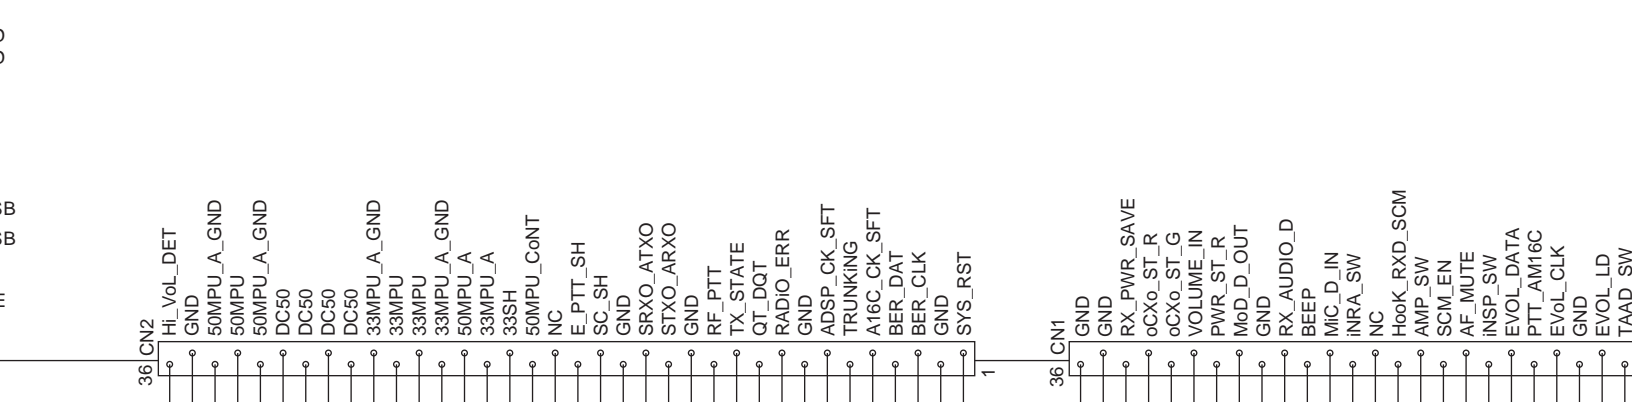 SB
SB
CN2
36
Hi_VoL_DET
GND
50MPU_A_GND
50MPU
50MPU_A_GND
DC50
DC50
DC50
DC50
33MPU_A_GND
33MPU
33MPU
33MPU_A_GND
50MPU_A
33MPU_A
33SH
50MPU_CoNT
NC
E_PTT_SH
SC_SH
GND
SRXO_ATXO
STXO_ARXO
GND
RF_PTT
TX_STATE
QT_DQT
RADiO_ERR
GND
ADSP_CK_SFT
TRUNKiNG
A16C_CK_SFT
BER_DAT
BER_CLK
GND
SYS_RST
1
CN1
36
GND
GND
RX_PWR_SAVE
oCXo_ST_R
oCXo_ST_G
VOLUME_IN
PWR_ST_R
MoD_D_OUT
GND
RX_AUDIO_D
BEEP
MiC_D_IN
iNRA_SW
NC
HooK_RXD_SCM
AMP_SW
SCM_EN
AF_MUTE
iNSP_SW
EVOL_DATA
PTT_AM16C
EVoL_CLK
GND
EVOL_LD
TAAD_SW